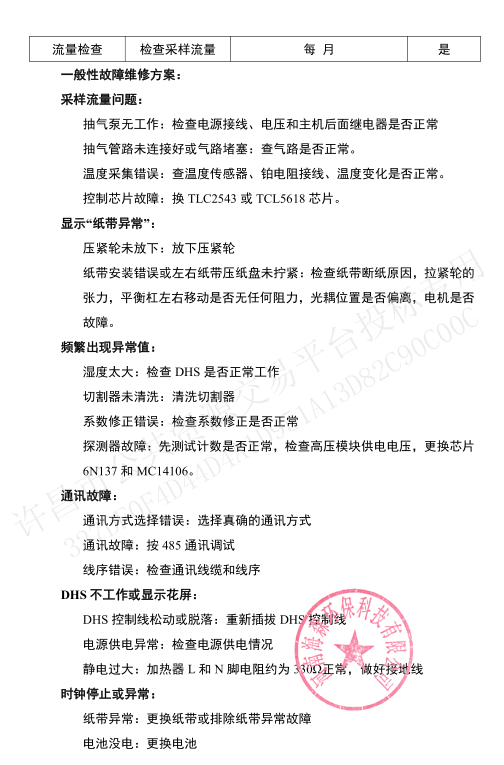 流量检查 检查采样流量 每 月 是
一般性故障维修方案：
采样流量问题：
抽气泵无工作：检查电源接线、电压和主机后面继电器是否正常
抽气管路未连接好或气路堵塞：查气路是否正常。
温度采集错误：查温度传感器、铂电阻接线、温度变化是否正常。
控制芯片故障：换 TLC2543 或 TCL5618 芯片。
显示“纸带异常”：
压紧轮未放下：放下压紧轮
纸带安装错误或左右纸带压纸盘未拧紧：检查纸带断纸原因，拉紧轮的
张力，平衡杠左右移动是否无任何阻力，光耦位置是否偏离，电机是否
故障。
频繁出现异常值：
湿度太大：检查 DHS 是否正常工作
切割器未清洗：清洗切割器
系数修正错误：检查系数修正是否正常
探测器故障：先测试计数是否正常，检查高压模块供电电压，更换芯片
6N137 和 MC14106。
通讯故障：
通讯方式选择错误：选择真确的通讯方式
通讯故障：按 485 通讯调试
线序错误：检查通讯线缆和线序
DHS 不工作或显示花屏：
DHS 控制线松动或脱落：重新插拔 DHS 控制线
电源供电异常：检查电源供电情况
静电过大：加热器 L 和 N 脚电阻约为 330Ω正常，做好接地线
时钟停止或异常：
纸带异常：更换纸带或排除纸带异常故障
电池没电：更换电池
河南海森环保科技有限公司